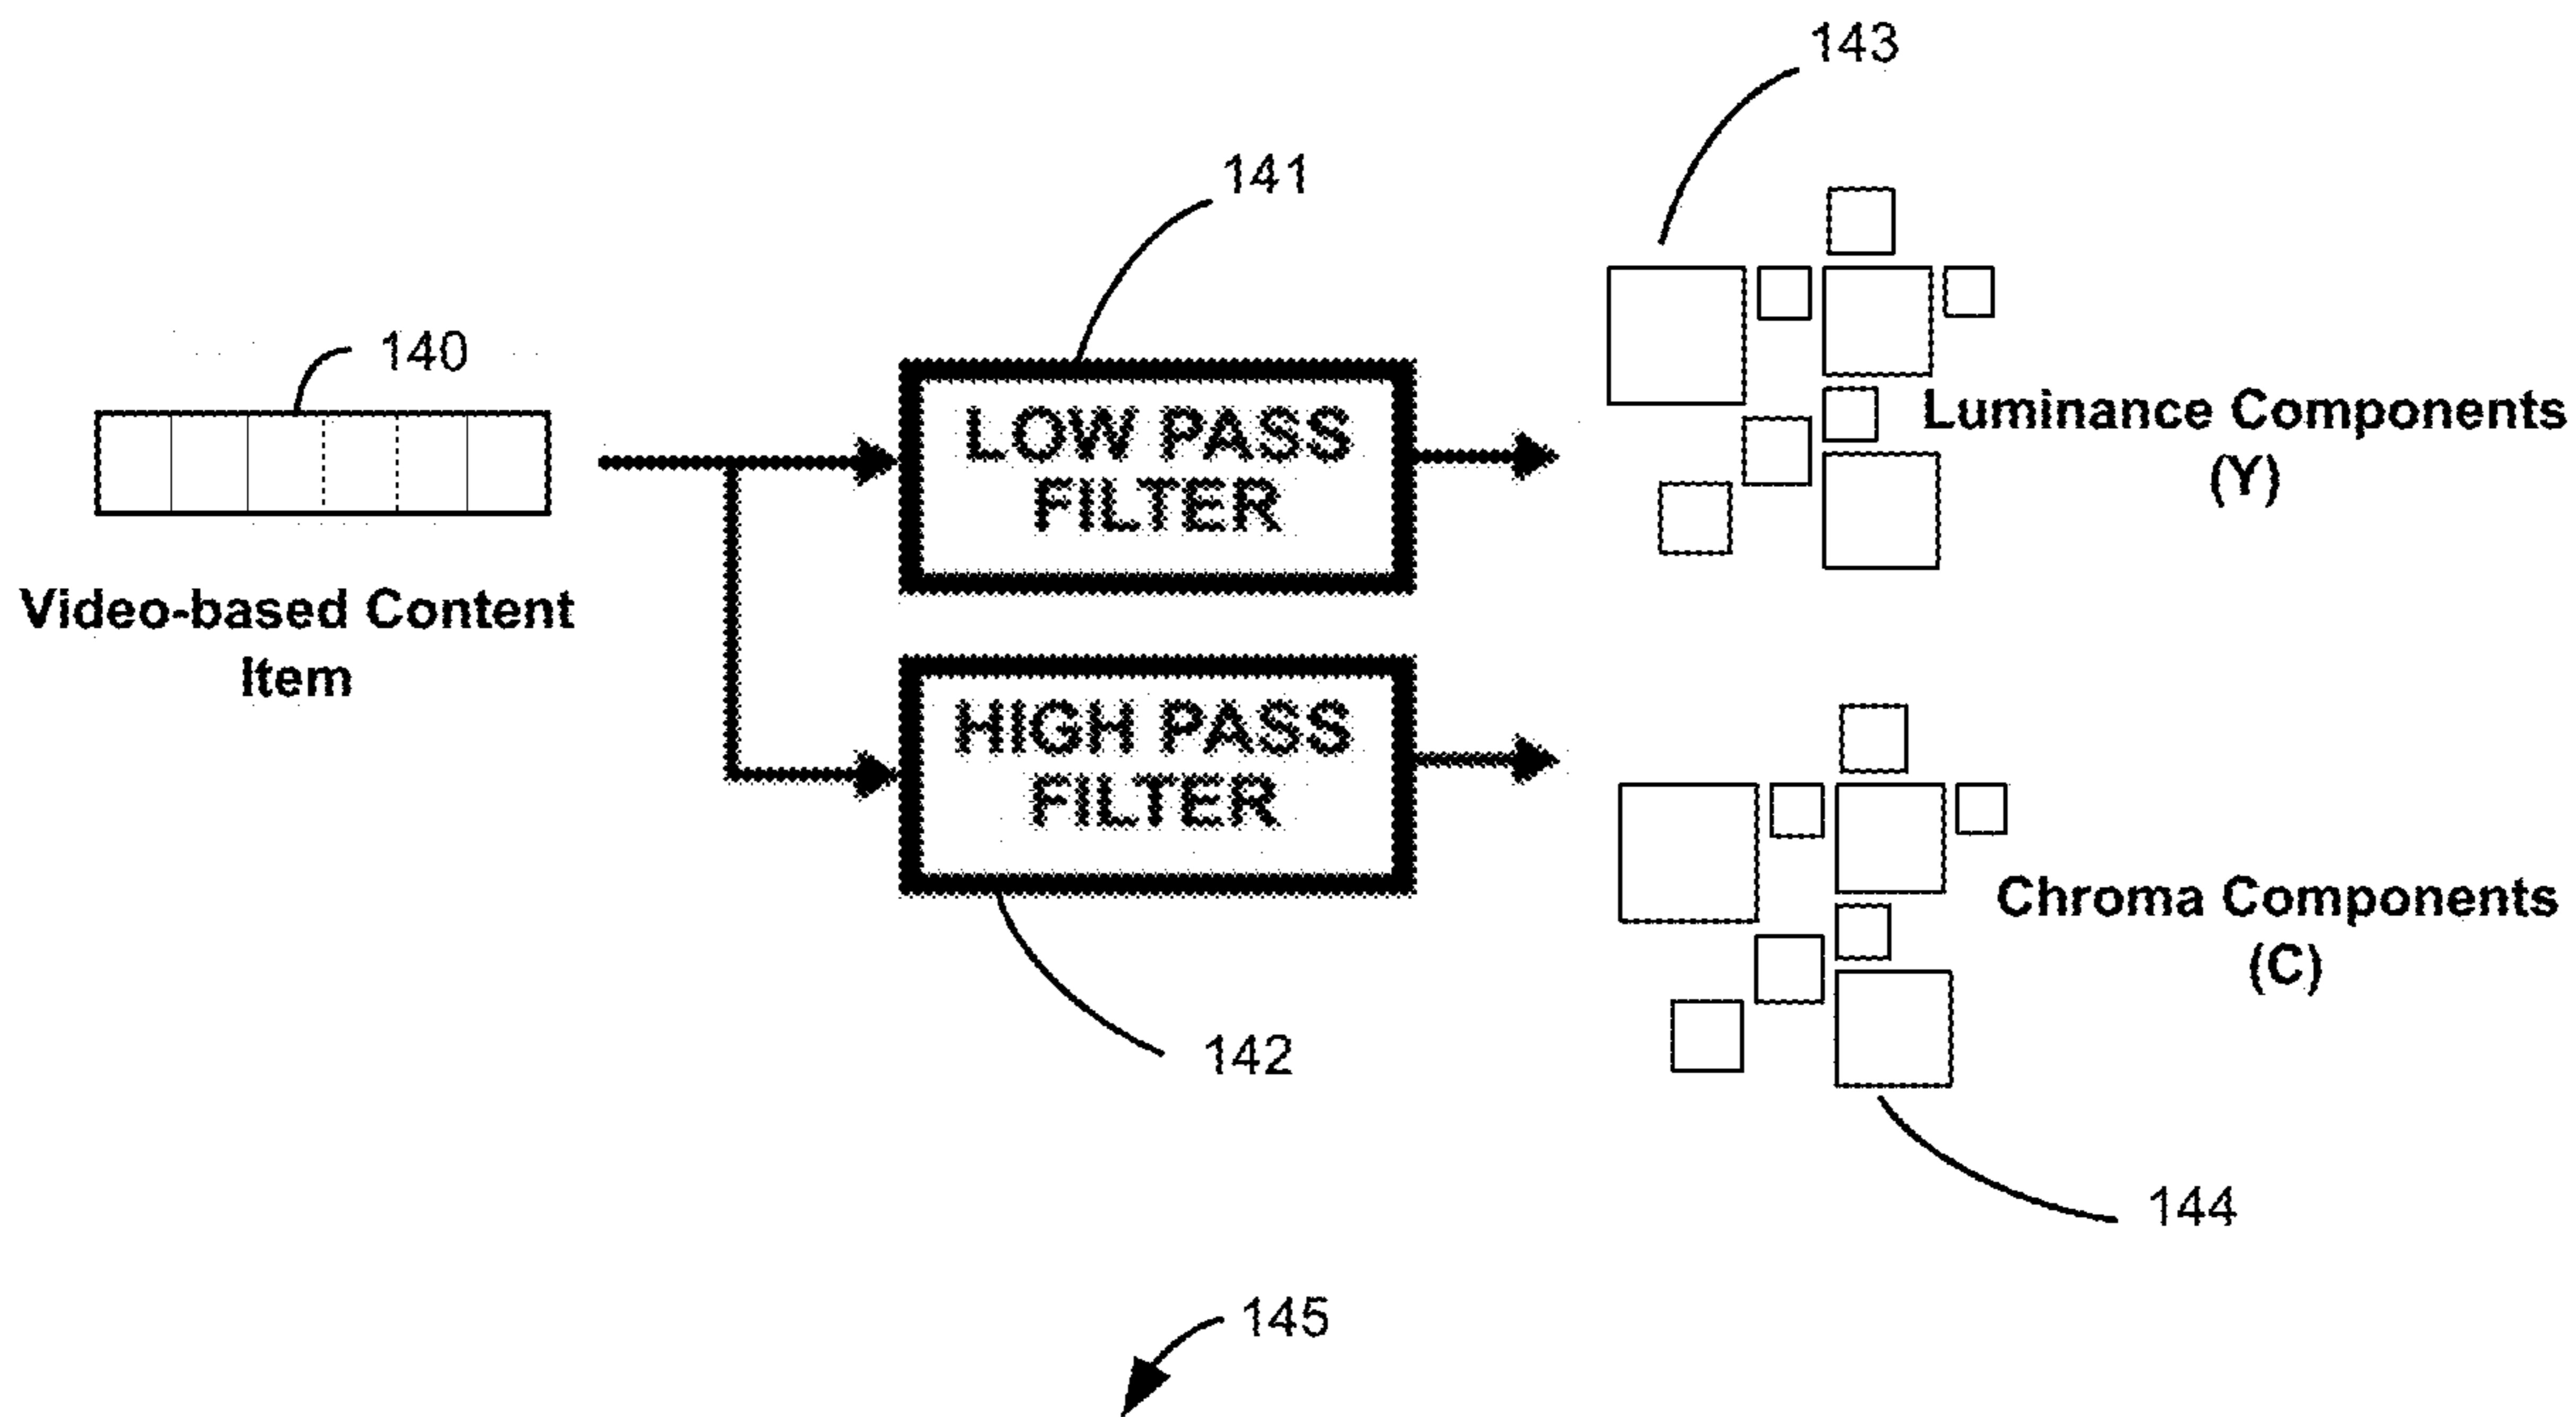 143
141
140
LOW PASS
FILTER
Luminance Components
(Y)
Video-based Content
Item
HIGH PASS
FILTER
Chroma Components
(C)
142
144
145